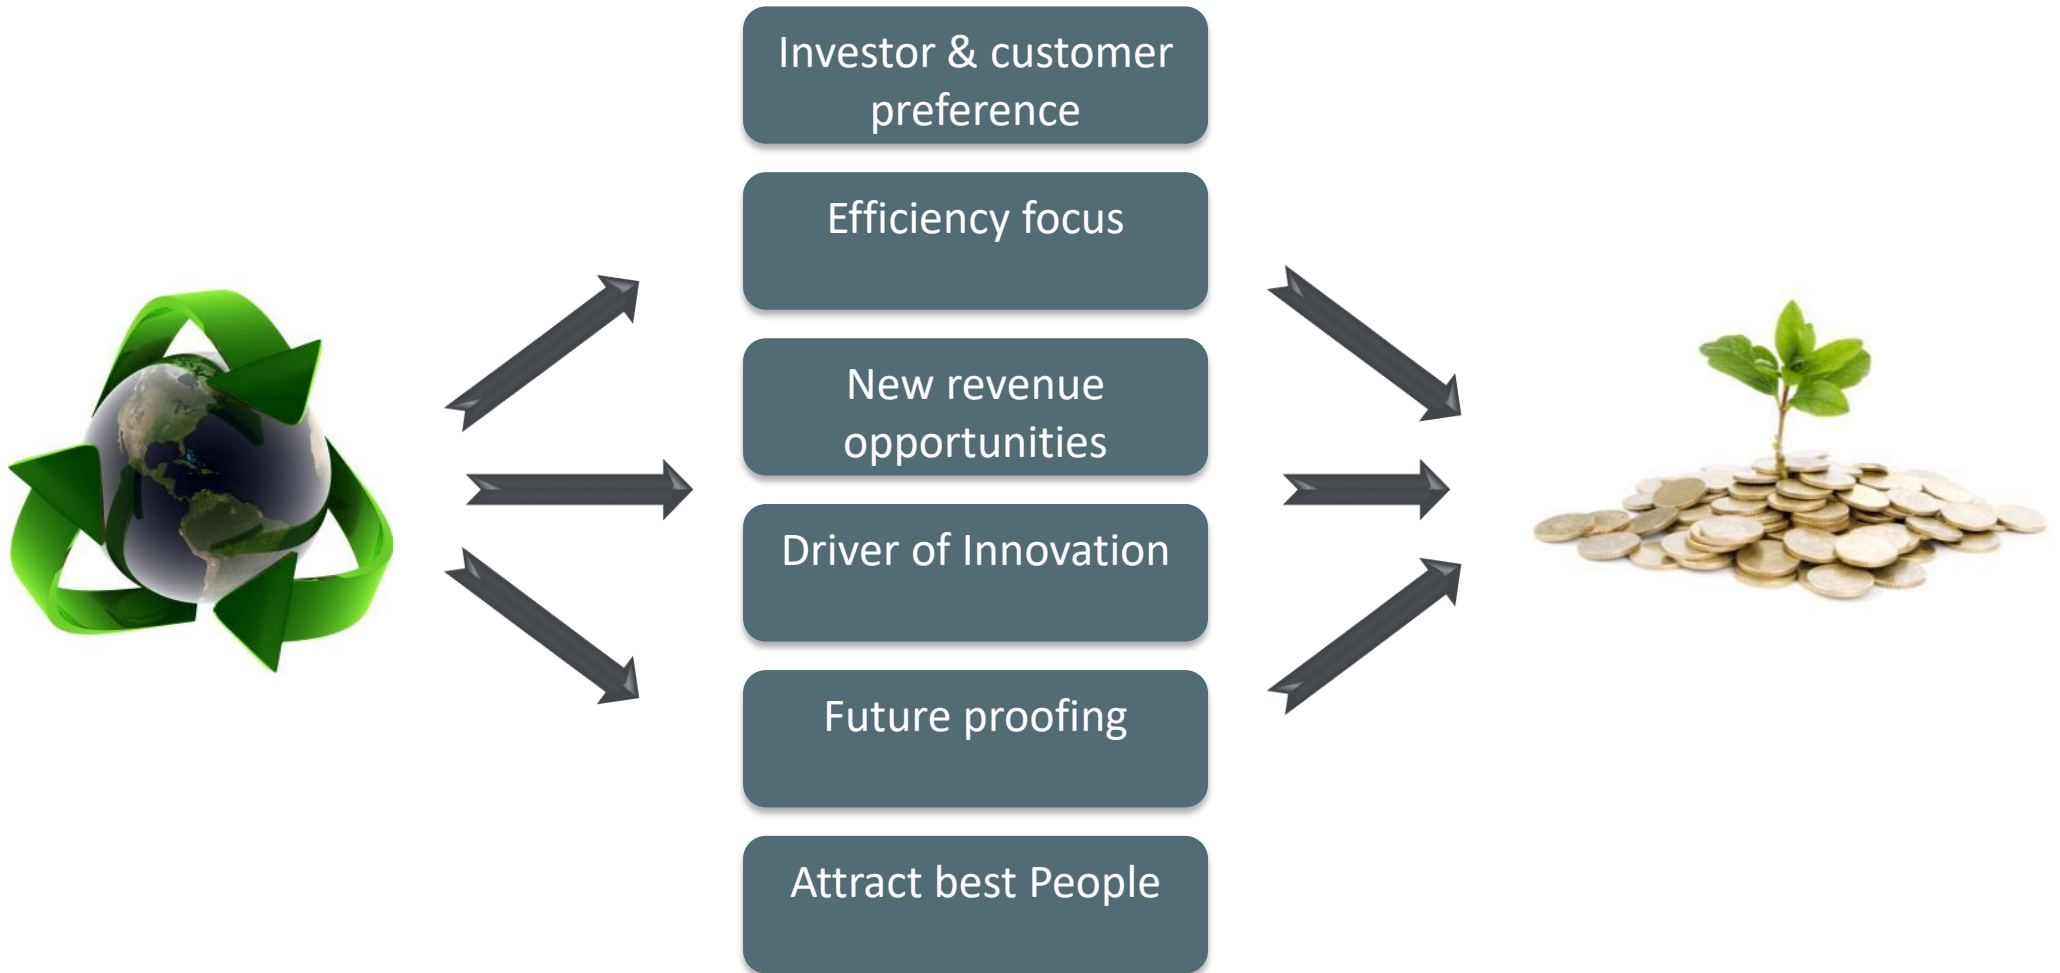 Investor & customer
preference
Efficiency focus
New revenue
opportunities
Driver of Innovation
Future proofing
Attract best People